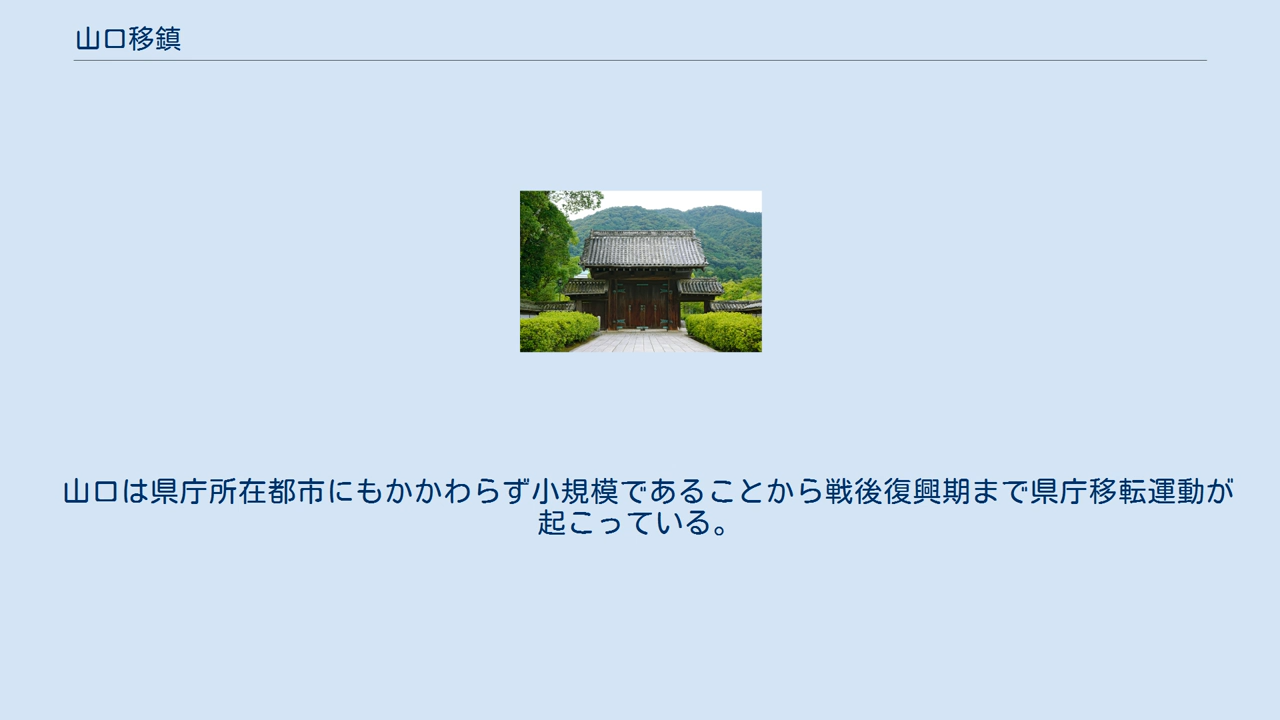 山口移鎮
山口は県庁所在都市にもかかわらず小規模であることから戦後復興期まで県庁移転運動が
起こっている。